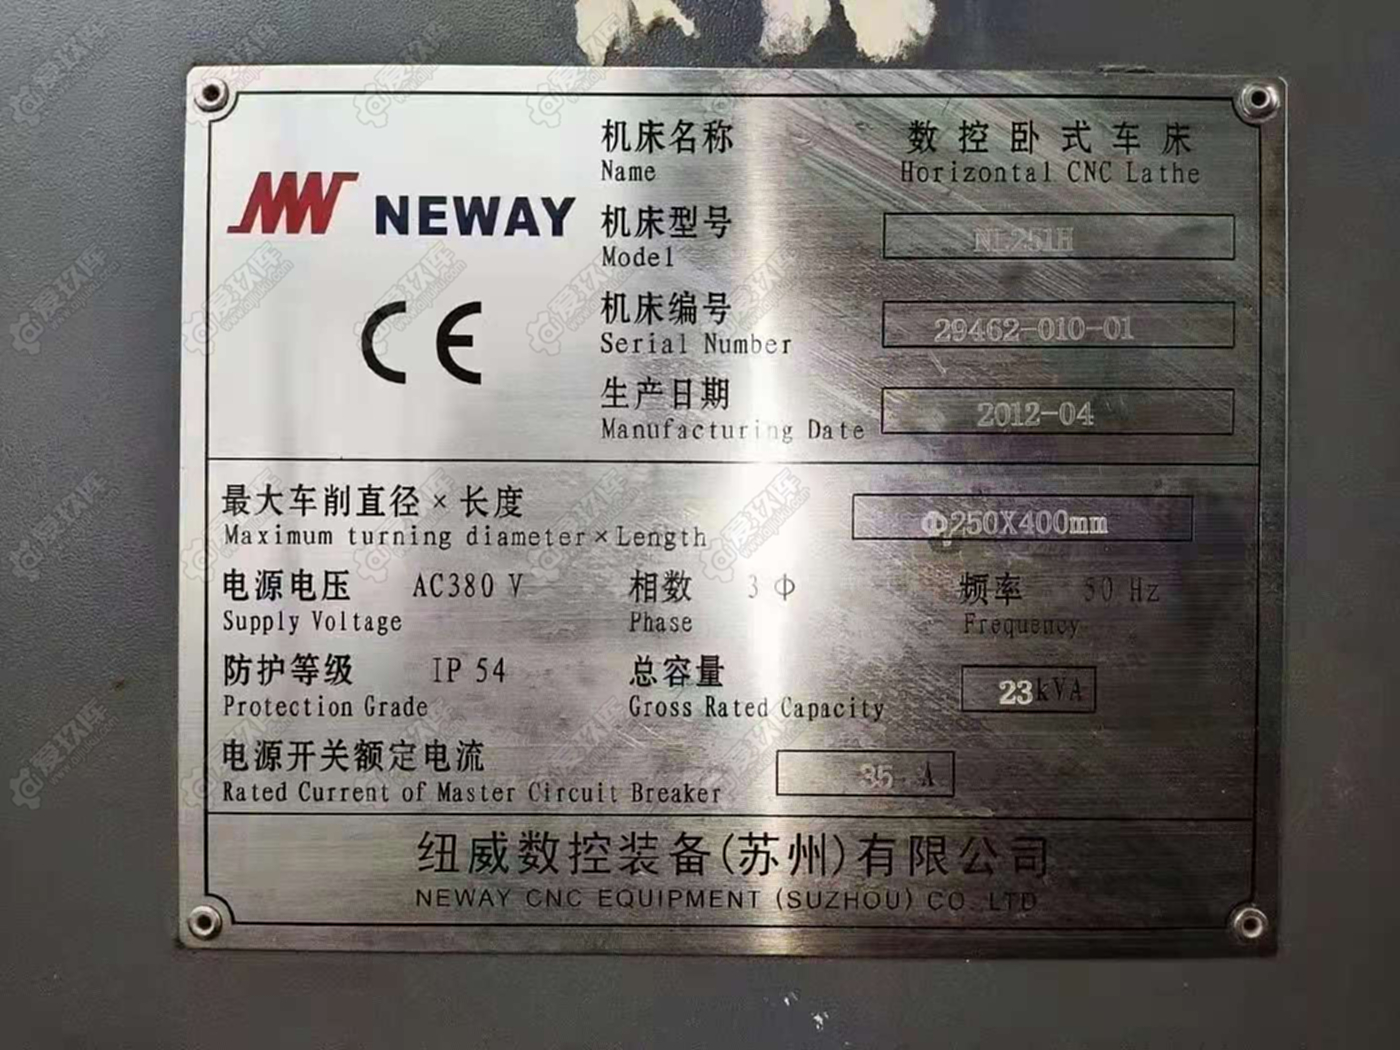 机床名称 数控卧式车床
Name Horizontal CNC Lathe
NEWAY
机床型号 NL251H
Model
CE
机床编号 29462-010-01
Serial Number
生产日期 2012-04
Manufacturing Date
最大车削直径×长度 Φ250X400mm
Maximum turning diameter×Length
电源电压 AC380 V 相数 3 Φ 频率 50 Hz
Supply Voltage Phase Frequency
防护等级 IP 54 总容量 23kVA
Protection Grade Gross Rated Capacity
电源开关额定电流 35 A
Rated Current of Master Circuit Breaker
纽威数控装备(苏州)有限公司
NEWAY CNC EQUIPMENT (SUZHOU) CO.,LTD